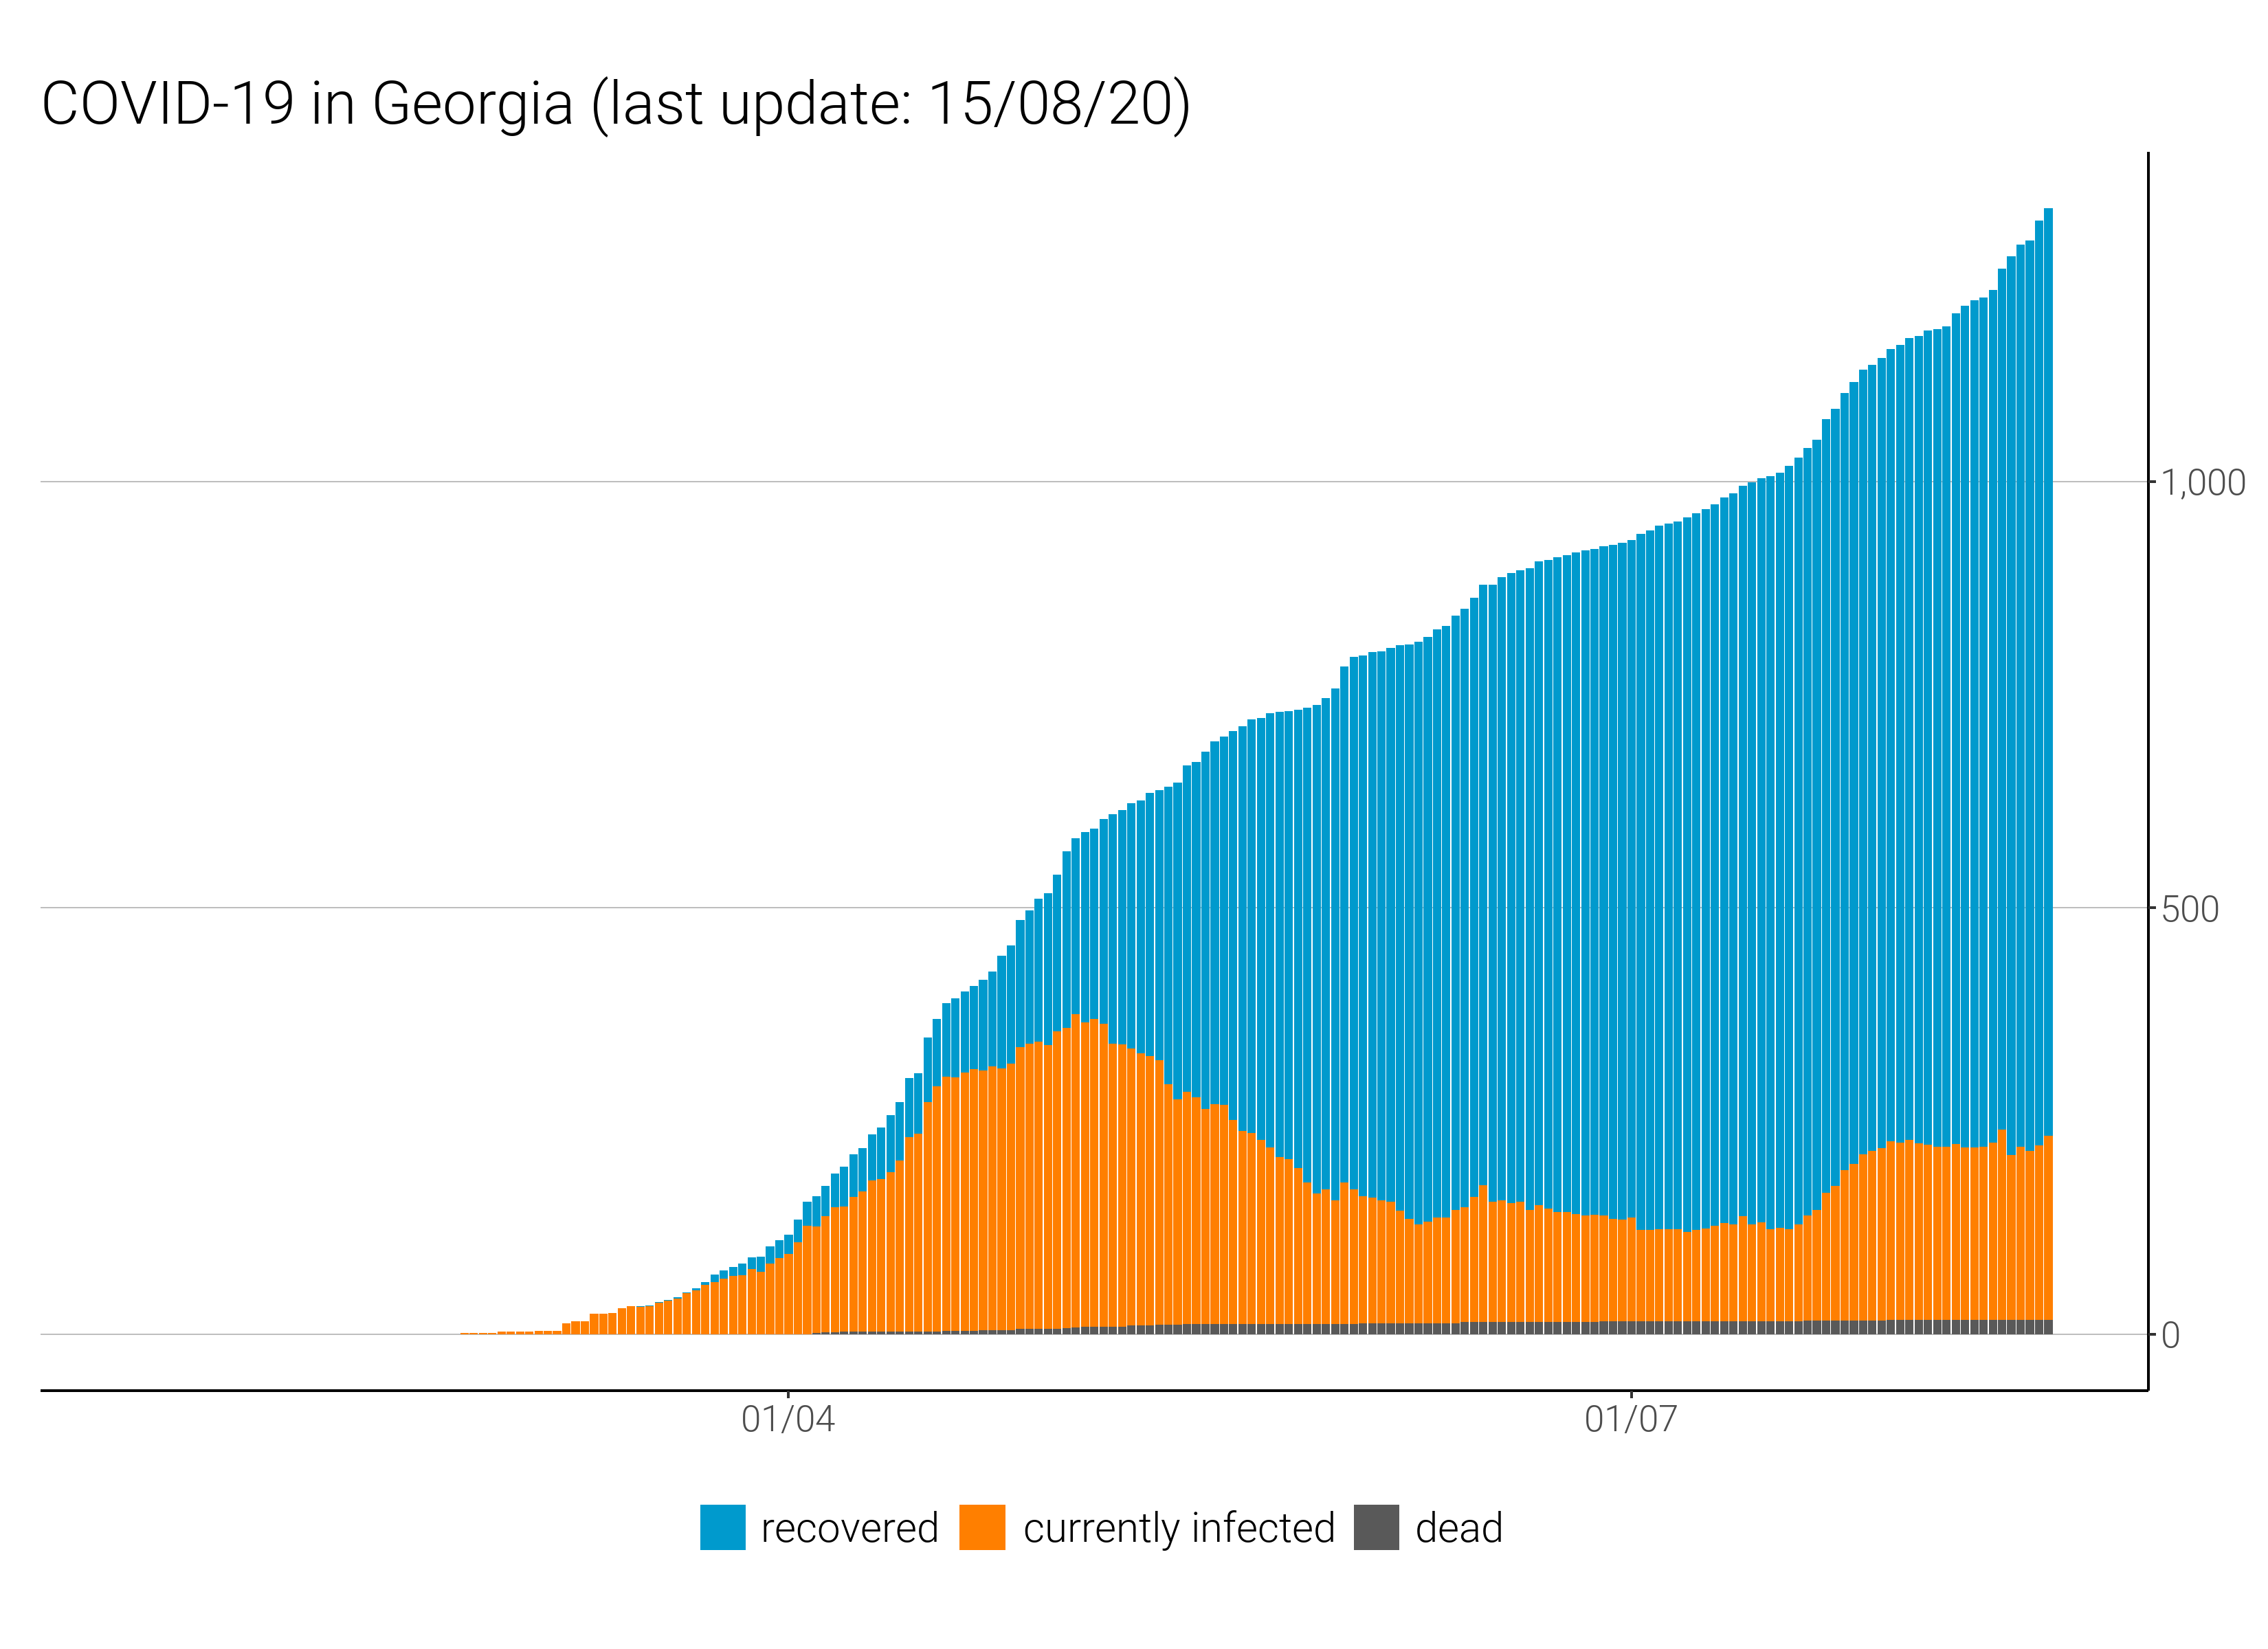 COVID-19 in Georgia (last update: 15/08/20)
1,000
500
0
01/04 01/07
recovered currently infected dead